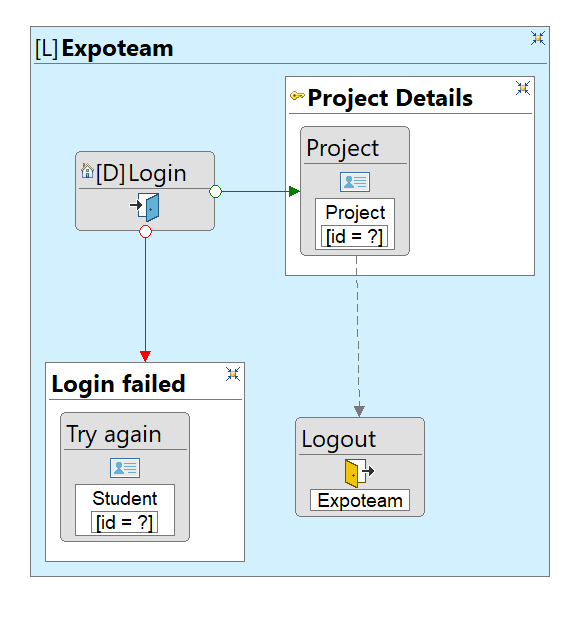 [L] Expoteam
Project Details
Project
Project
[id = ?]
[D] Login
Login failed
Try again
Student
[id = ?]
Logout
Expoteam